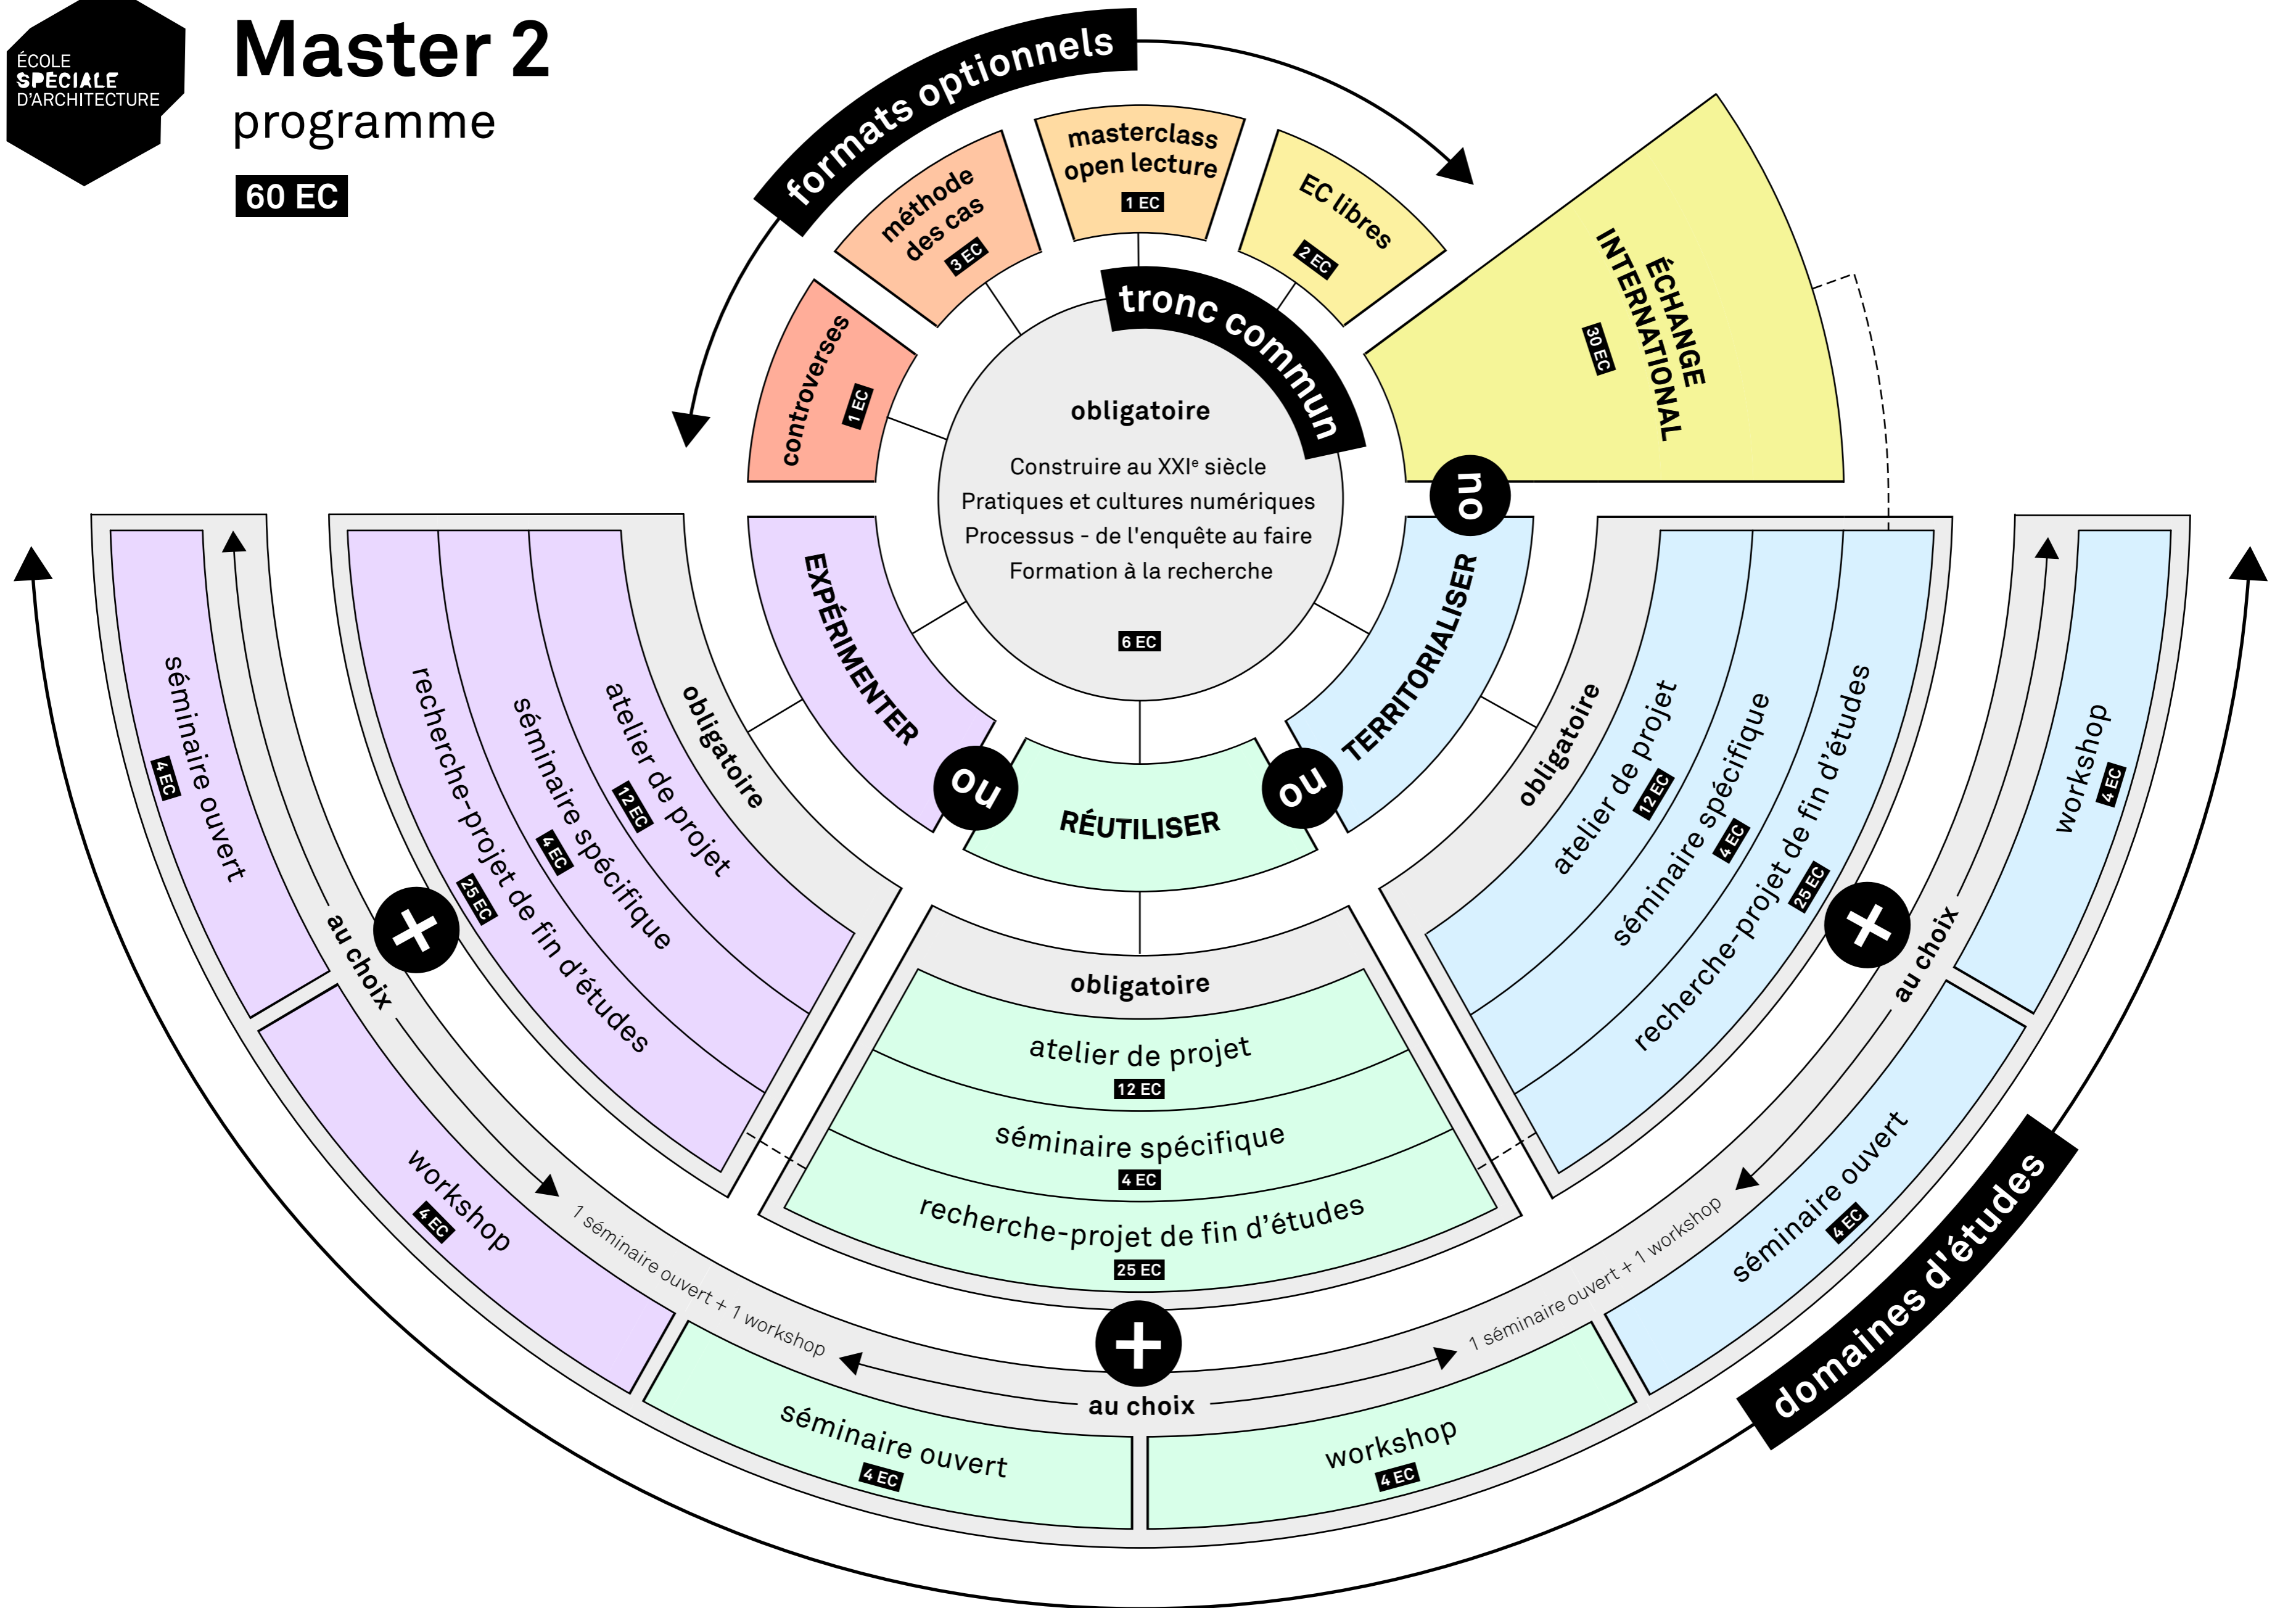 ÉCOLE
SPÉCIALE
D'ARCHITECTURE
Master 2
programme
60 EC
formats optionnels
controverses
1 EC
méthode
des cas
3 EC
masterclass
open lecture
1 EC
EC libres
2 EC
ÉCHANGE
INTERNATIONAL
30 EC
tronc commun
obligatoire
Construire au XXIe siècle
Pratiques et cultures numériques
Processus - de l'enquête au faire
Formation à la recherche
6 EC
ou
EXPÉRIMENTER
ou
RÉUTILISER
ou
TERRITORIALISER
obligatoire
atelier de projet
12 EC
séminaire spécifique
4 EC
recherche-projet de fin d’études
25 EC
obligatoire
atelier de projet
12 EC
séminaire spécifique
4 EC
recherche-projet de fin d’études
25 EC
obligatoire
atelier de projet
12 EC
séminaire spécifique
4 EC
recherche-projet de fin d’études
25 EC
+
+
+
au choix
1 séminaire ouvert + 1 workshop
au choix
1 séminaire ouvert + 1 workshop
au choix
séminaire ouvert
4 EC
workshop
4 EC
séminaire ouvert
4 EC
workshop
4 EC
séminaire ouvert
4 EC
workshop
4 EC
domaines d'études